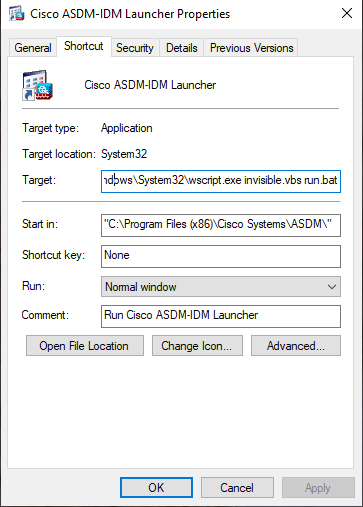 Cisco ASDM-IDM Launcher Properties
General Shortcut Security Details Previous Versions
Cisco ASDM-IDM Launcher
Target type: Application
Target location: System32
Target: ndows\System32\wscript.exe invisible.vbs run.bat
Start in: "C:\Program Files (x86)\Cisco Systems\ASDM\"
Shortcut key: None
Run: Normal window
Comment: Run Cisco ASDM-IDM Launcher
Open File Location Change Icon... Advanced...
OK Cancel Apply